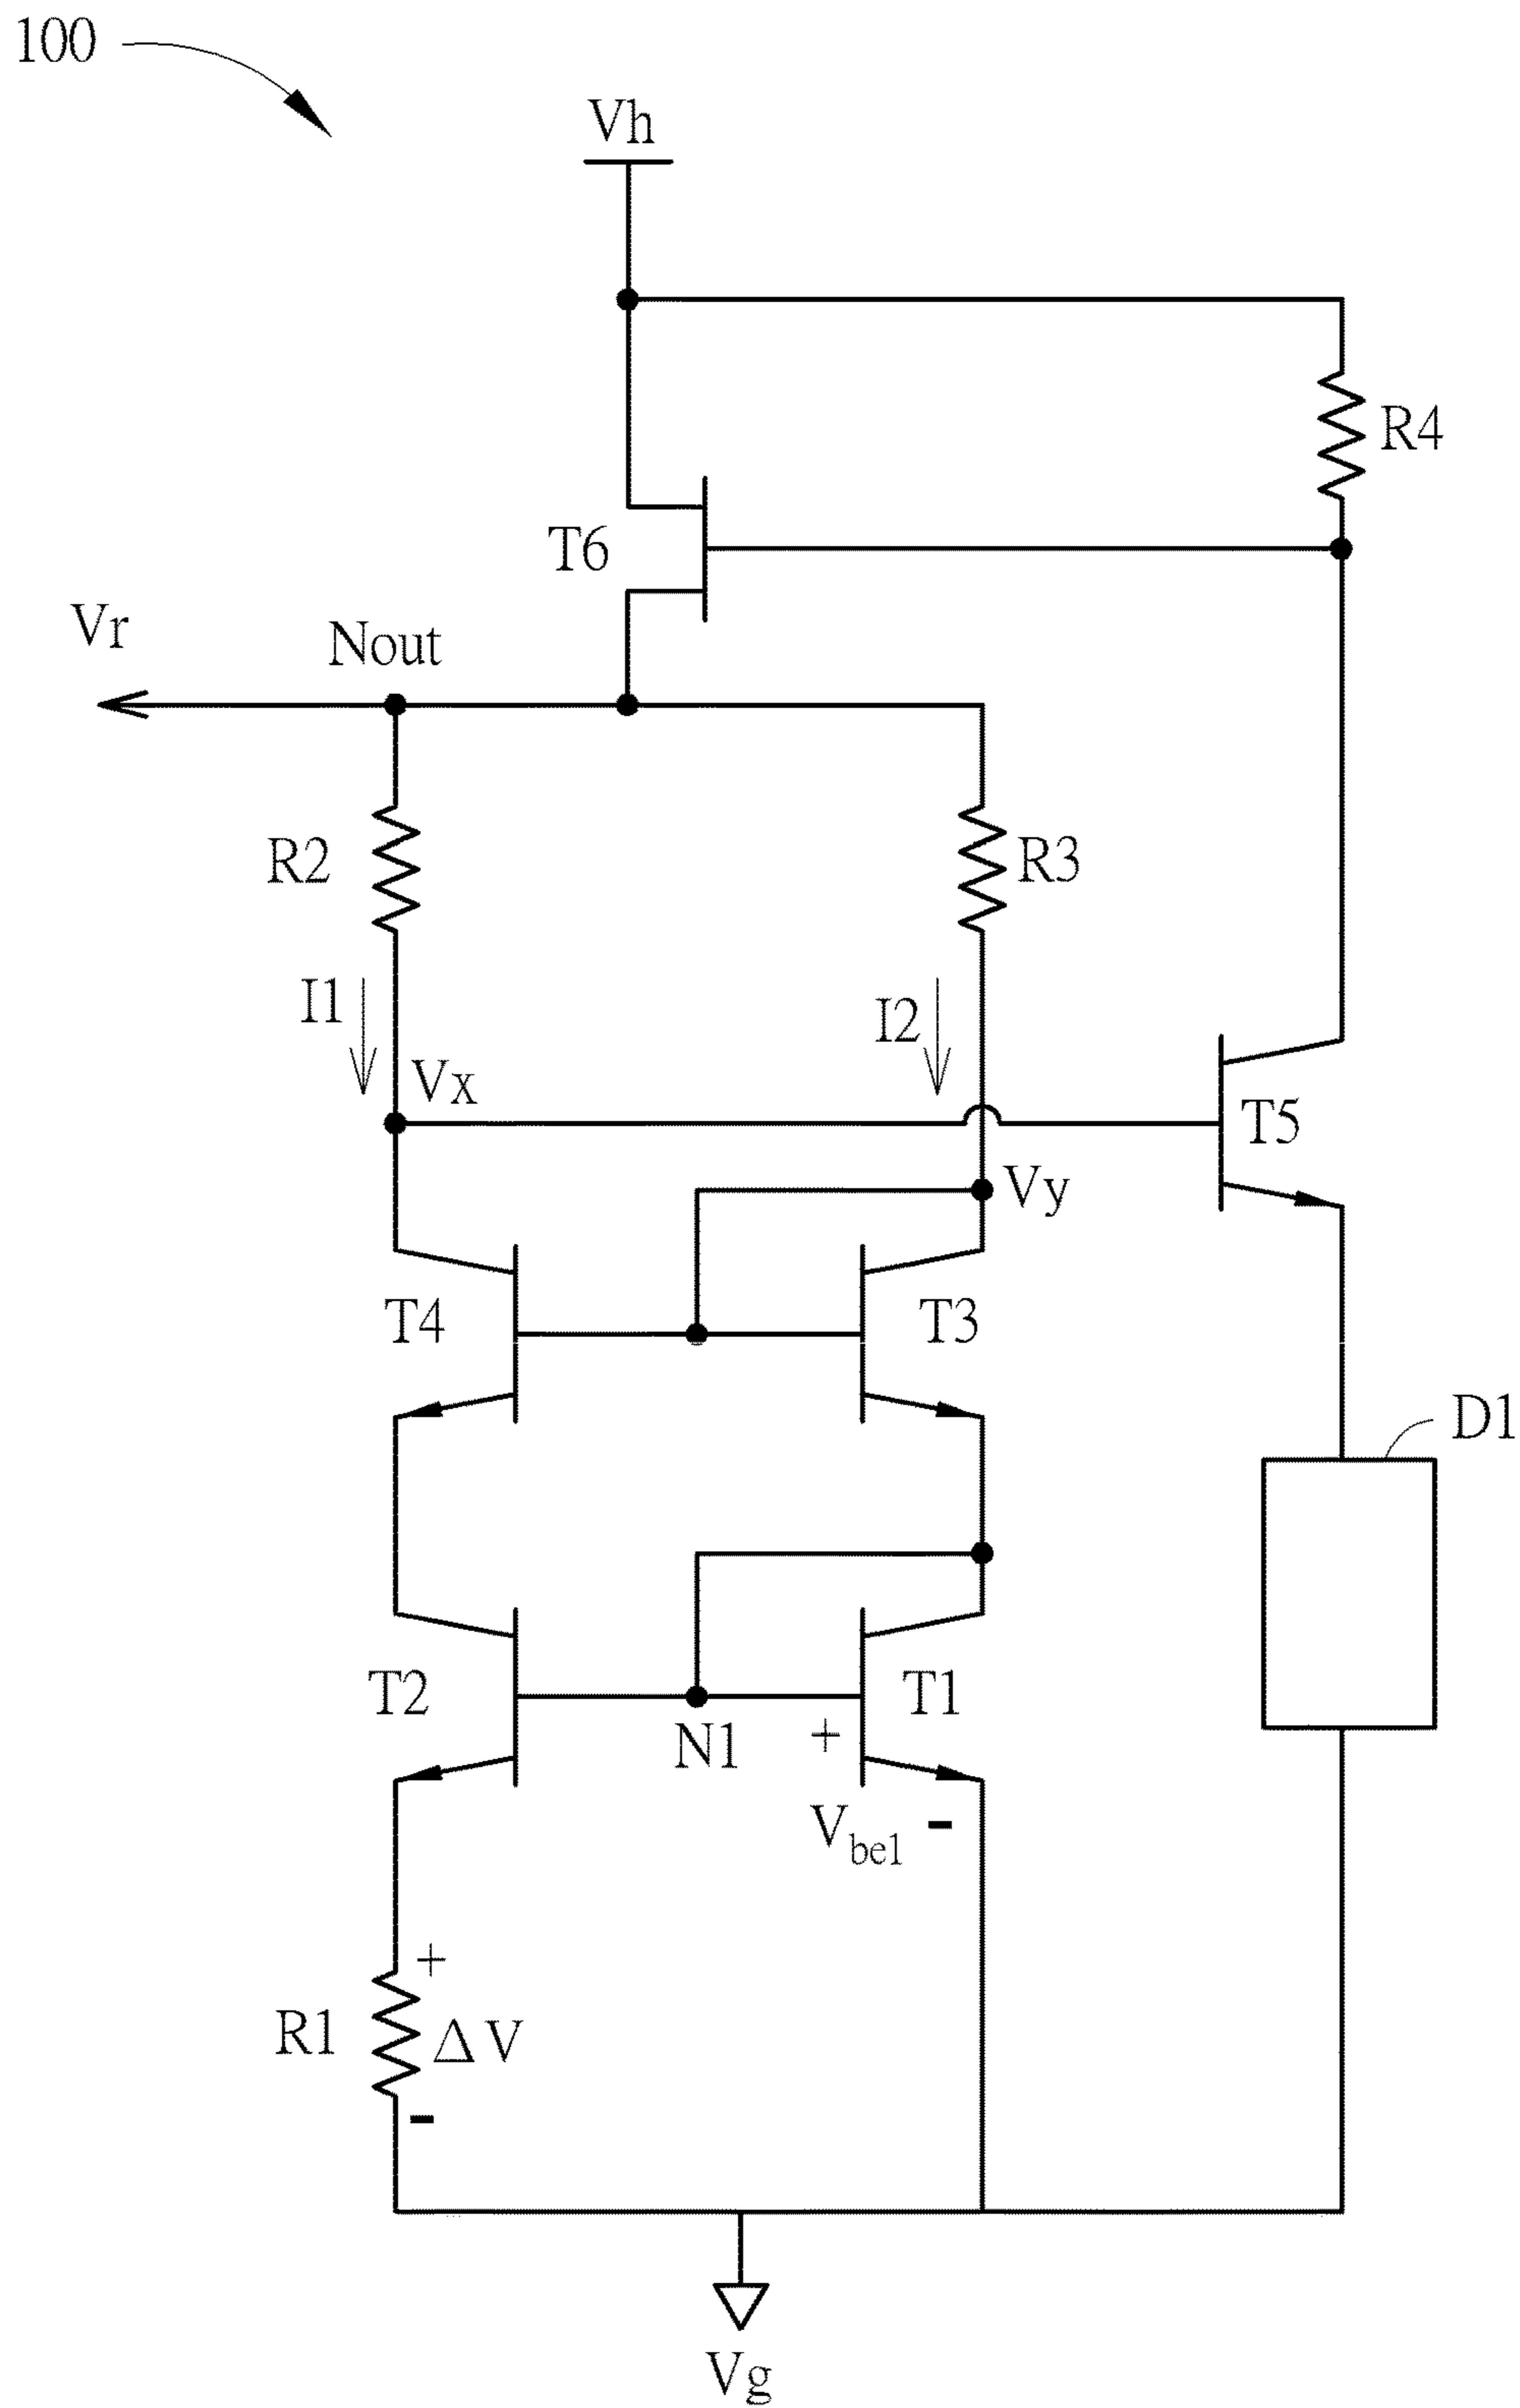 100
Vh
R4
T6
Vr
Nout
R2
R3
I1
I2
Vx
T5
Vy
T4
T3
D1
T2
T1
N1
+
Vbe1
-
+
R1
ΔV
-
Vg